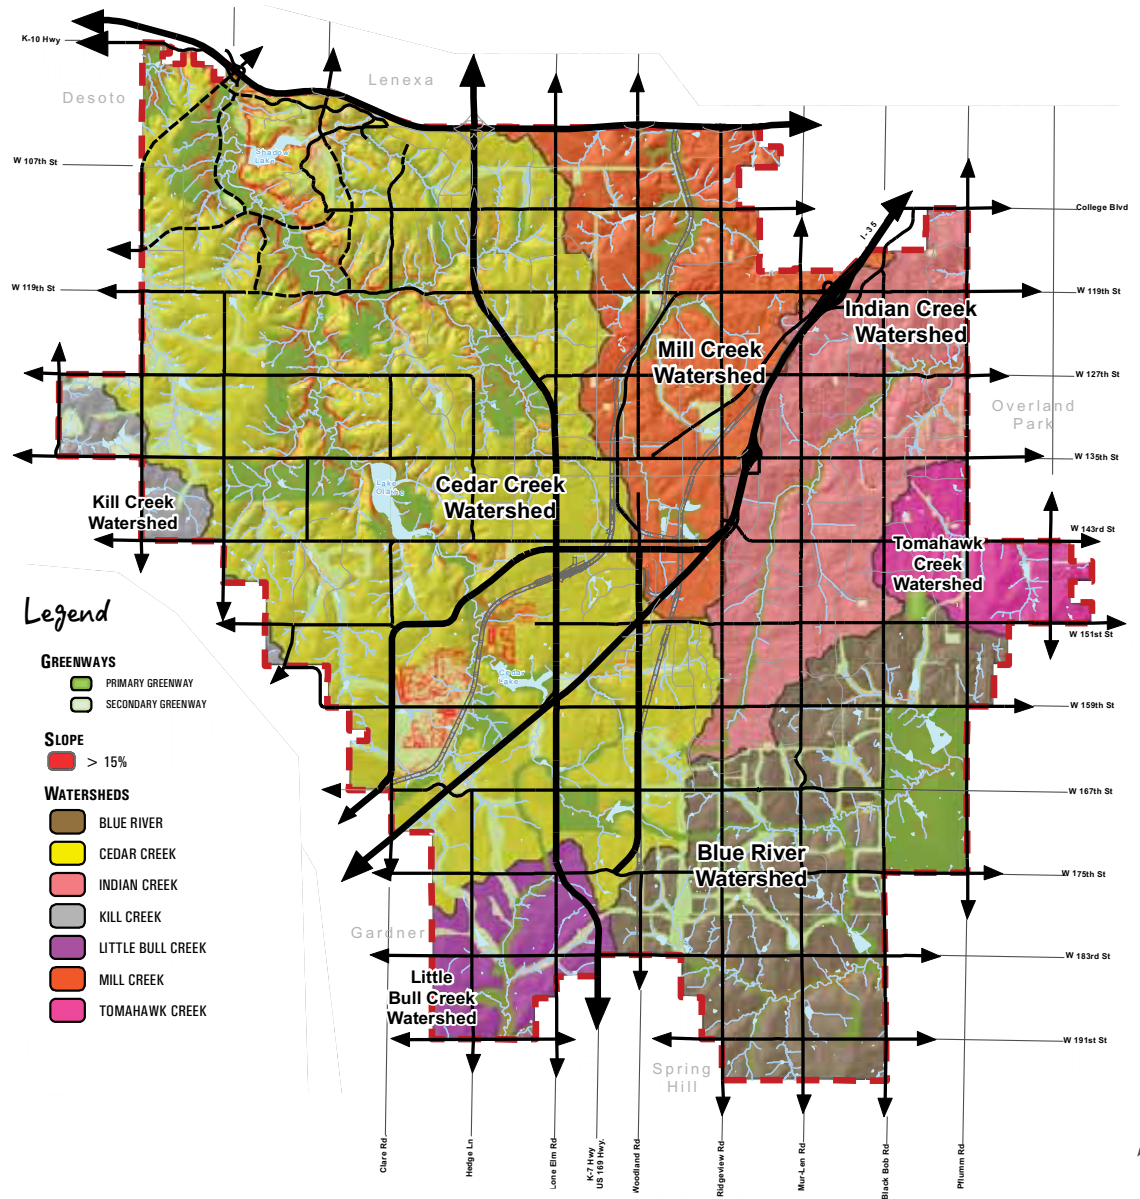 K-10 Hwy
Lenexa
Desoto
Shadow
Lake
W 107th St
College Blvd
I-35
W 119th St
W 119th St
Indian Creek
Watershed
Mill Creek
Watershed
W 127th St
Overland
Park
W 135th St
Lake
Olathe
Cedar Creek
Watershed
Kill Creek
Watershed
W 143rd St
Tomahawk
Creek
Watershed
Legend
W 151st St
GREENWAYS
PRIMARY GREENWAY
SECONDARY GREENWAY
Cedar
Lake
W 159th St
SLOPE
> 15%
W 167th St
WATERSHEDS
BLUE RIVER
CEDAR CREEK
INDIAN CREEK
KILL CREEK
LITTLE BULL CREEK
MILL CREEK
TOMAHAWK CREEK
Blue River
Watershed
W 175th St
Gardner
W 183rd St
Little
Bull Creek
Watershed
W 191st St
Spring
Hill
Clare Rd
Hedge Ln
Lone Elm Rd
K-7 Hwy
US 169 Hwy.
Woodland Rd
Ridgeview Rd
Mur-Len Rd
Black Bob Rd
Pflumm Rd